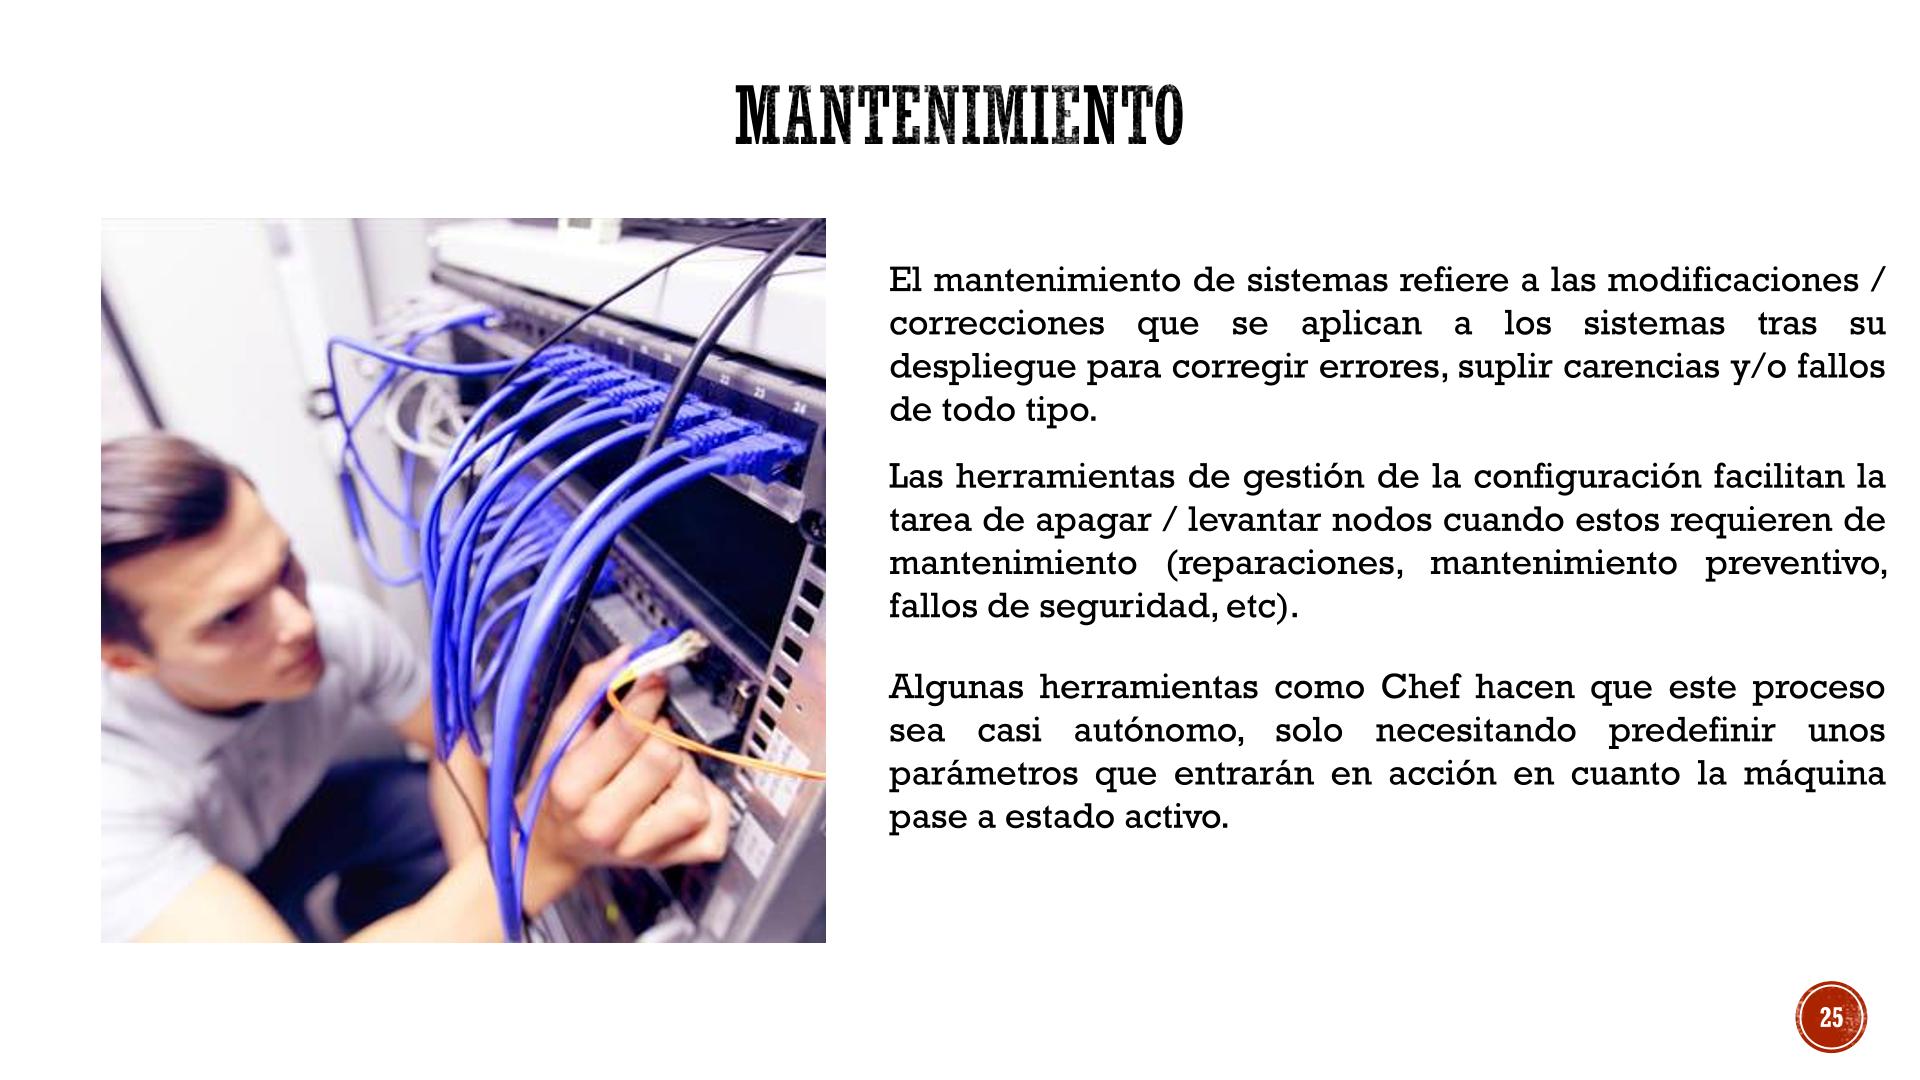 MANTENIMIENTO
El mantenimiento de sistemas refiere a las modificaciones /
correcciones que se aplican a los sistemas tras su
despliegue para corregir errores, suplir carencias y/o fallos
de todo tipo.
Las herramientas de gestión de la configuración facilitan la
tarea de apagar / levantar nodos cuando estos requieren de
mantenimiento (reparaciones, mantenimiento preventivo,
fallos de seguridad, etc).
Algunas herramientas como Chef hacen que este proceso
sea casi autónomo, solo necesitando predefinir unos
parámetros que entrarán en acción en cuanto la máquina
pase a estado activo.
22
23
24
25